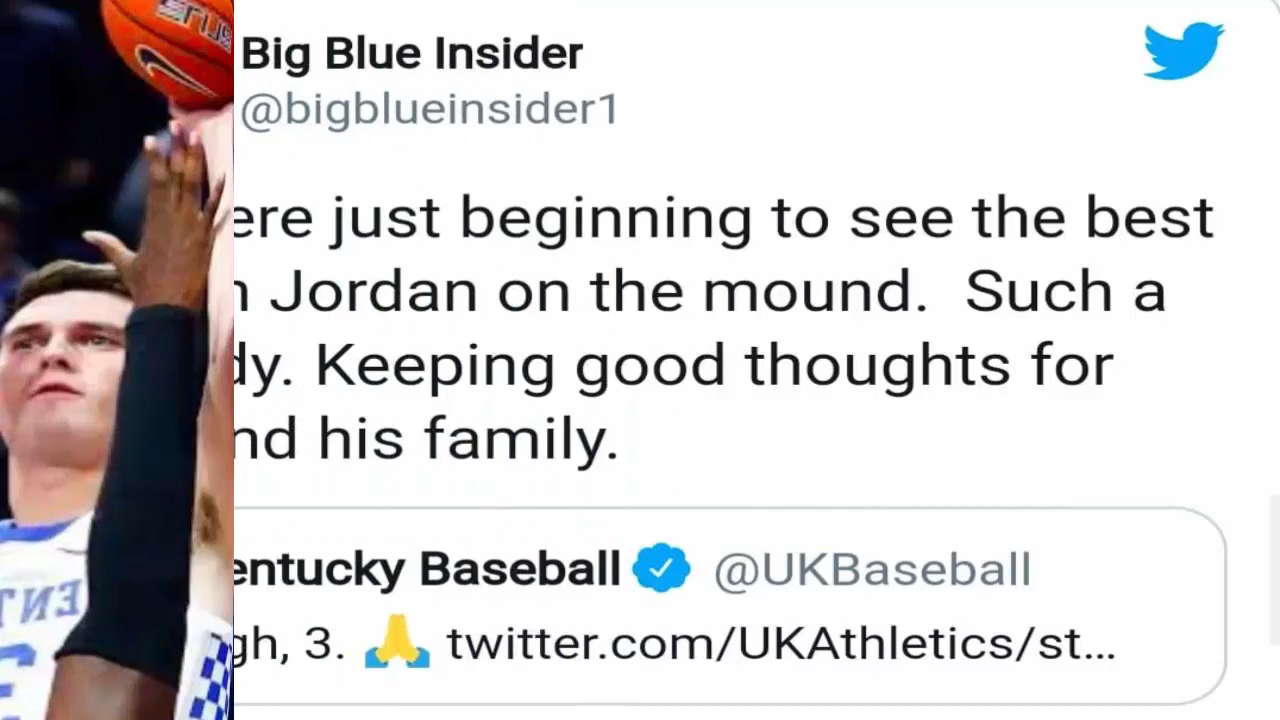 Big Blue Insider
@bigblueinsider1
ere just beginning to see the best
n Jordan on the mound. Such a
dy. Keeping good thoughts for
nd his family.
entucky Baseball @UKBaseball
gh, 3. 🙏 twitter.com/UKAthletics/st...